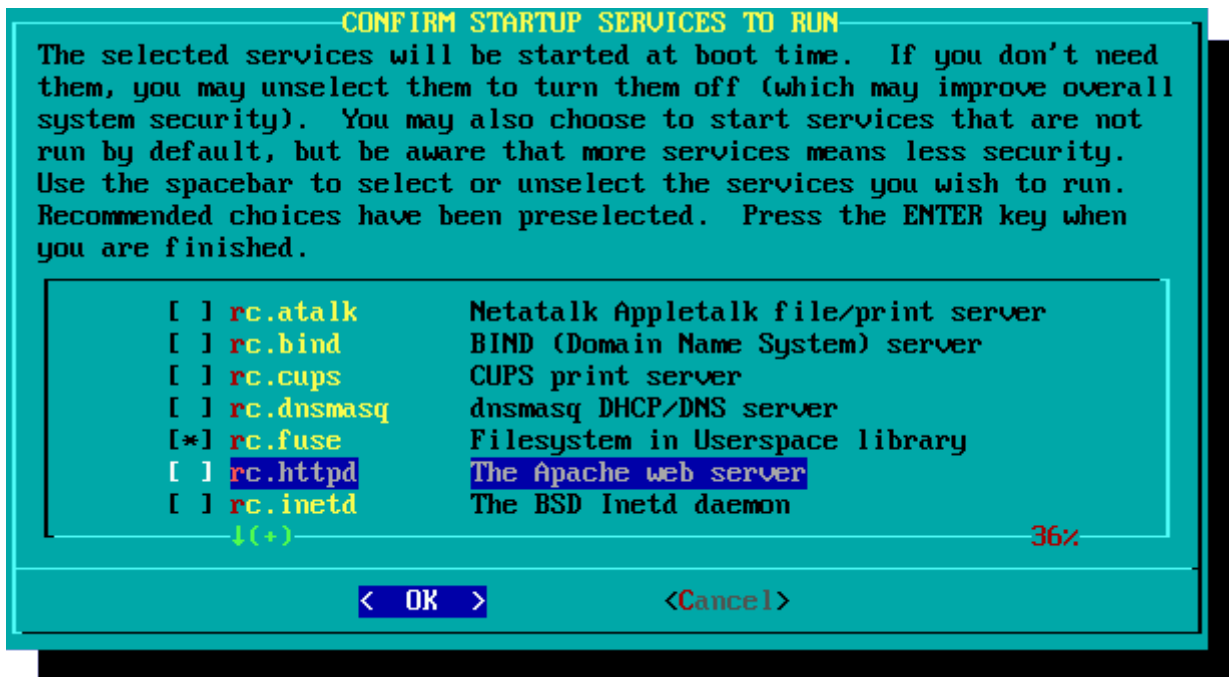 CONFIRM STARTUP SERVICES TO RUN
The selected services will be started at boot time.  If you don't need
them, you may unselect them to turn them off (which may improve overall
system security).  You may also choose to start services that are not
run by default, but be aware that more services means less security.
Use the spacebar to select or unselect the services you wish to run.
Recommended choices have been preselected.  Press the ENTER key when
you are finished.
[ ] rc.atalk Netatalk Appletalk file/print server
[ ] rc.bind BIND (Domain Name System) server
[ ] rc.cups CUPS print server
[ ] rc.dnsmasq dnsmasq DHCP/DNS server
[*] rc.fuse Filesystem in Userspace library
[ ] rc.httpd The Apache web server
[ ] rc.inetd The BSD Inetd daemon
↓(+) 36%
< OK > <Cancel>